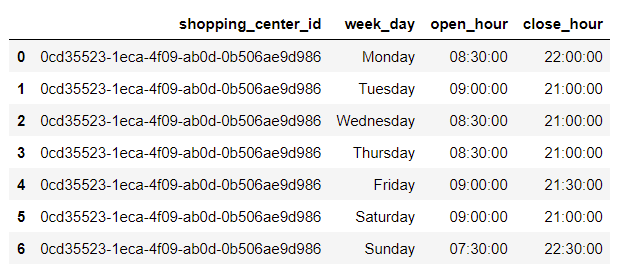 shopping_center_id week_day open_hour close_hour
0 0cd35523-1eca-4f09-ab0d-0b506ae9d986 Monday 08:30:00 22:00:00
1 0cd35523-1eca-4f09-ab0d-0b506ae9d986 Tuesday 09:00:00 21:00:00
2 0cd35523-1eca-4f09-ab0d-0b506ae9d986 Wednesday 08:30:00 21:00:00
3 0cd35523-1eca-4f09-ab0d-0b506ae9d986 Thursday 08:30:00 21:00:00
4 0cd35523-1eca-4f09-ab0d-0b506ae9d986 Friday 09:00:00 21:30:00
5 0cd35523-1eca-4f09-ab0d-0b506ae9d986 Saturday 09:00:00 21:00:00
6 0cd35523-1eca-4f09-ab0d-0b506ae9d986 Sunday 07:30:00 22:30:00